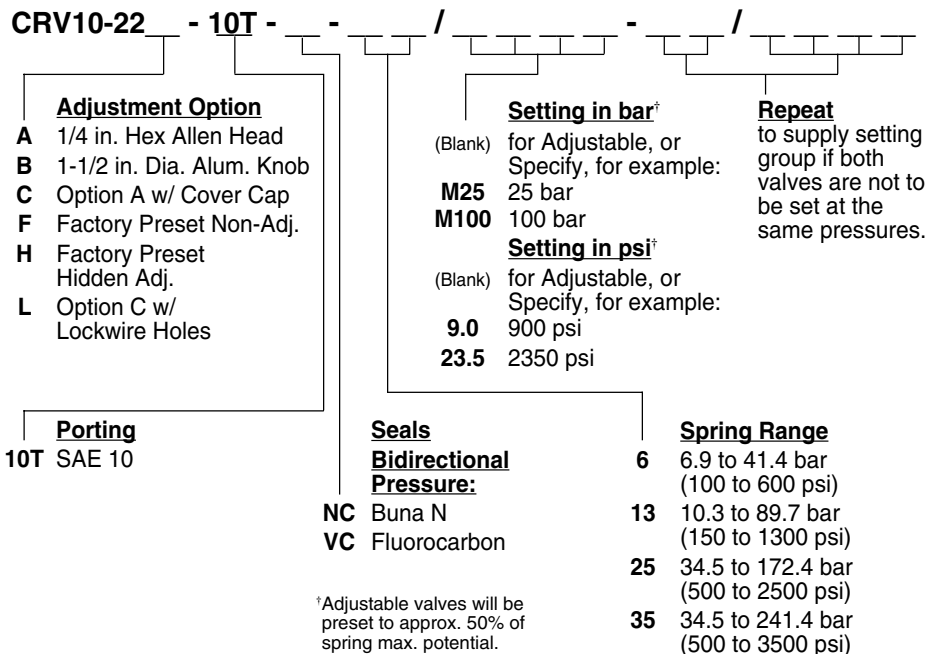 CRV10-22__ - 10T - __ - __ __ / __ __ __ __ - __ __ / __ __ __ __
Adjustment Option
A 1/4 in. Hex Allen Head
B 1-1/2 in. Dia. Alum. Knob
C Option A w/ Cover Cap
F Factory Preset Non-Adj.
H Factory Preset
Hidden Adj.
L Option C w/
Lockwire Holes
Setting in bar†
(Blank) for Adjustable, or
Specify, for example:
M25 25 bar
M100 100 bar
Setting in psi†
(Blank) for Adjustable, or
Specify, for example:
9.0 900 psi
23.5 2350 psi
Repeat
to supply setting
group if both
valves are not to
be set at the
same pressures.
Porting
10T SAE 10
Seals
Bidirectional
Pressure:
NC Buna N
VC Fluorocarbon
†Adjustable valves will be
preset to approx. 50% of
spring max. potential.
Spring Range
6 6.9 to 41.4 bar
(100 to 600 psi)
13 10.3 to 89.7 bar
(150 to 1300 psi)
25 34.5 to 172.4 bar
(500 to 2500 psi)
35 34.5 to 241.4 bar
(500 to 3500 psi)